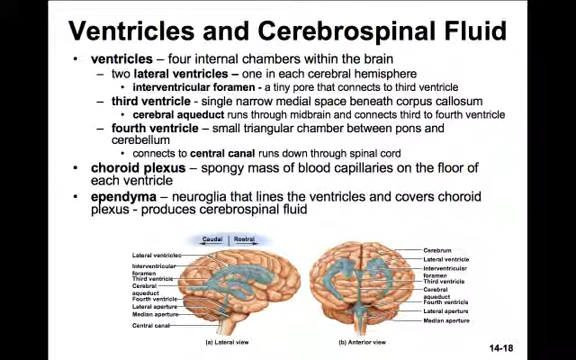 Ventricles and Cerebrospinal Fluid
• ventricles – four internal chambers within the brain
– two lateral ventricles – one in each cerebral hemisphere
• interventricular foramen - a tiny pore that connects to third ventricle
– third ventricle - single narrow medial space beneath corpus callosum
• cerebral aqueduct runs through midbrain and connects third to fourth ventricle
– fourth ventricle – small triangular chamber between pons and
cerebellum
• connects to central canal runs down through spinal cord
• choroid plexus – spongy mass of blood capillaries on the floor of
each ventricle
• ependyma – neuroglia that lines the ventricles and covers choroid
plexus - produces cerebrospinal fluid
Caudal Rostral
Lateral ventricles
Interventricular
foramen
Third ventricle
Cerebral
aqueduct
Fourth ventricle
Lateral aperture
Median aperture
Central canal
(a) Lateral view
Cerebrum
Lateral ventricle
Interventricular
foramen
Third ventricle
Cerebral
aqueduct
Fourth ventricle
Lateral aperture
Median aperture
(b) Anterior view
14-18